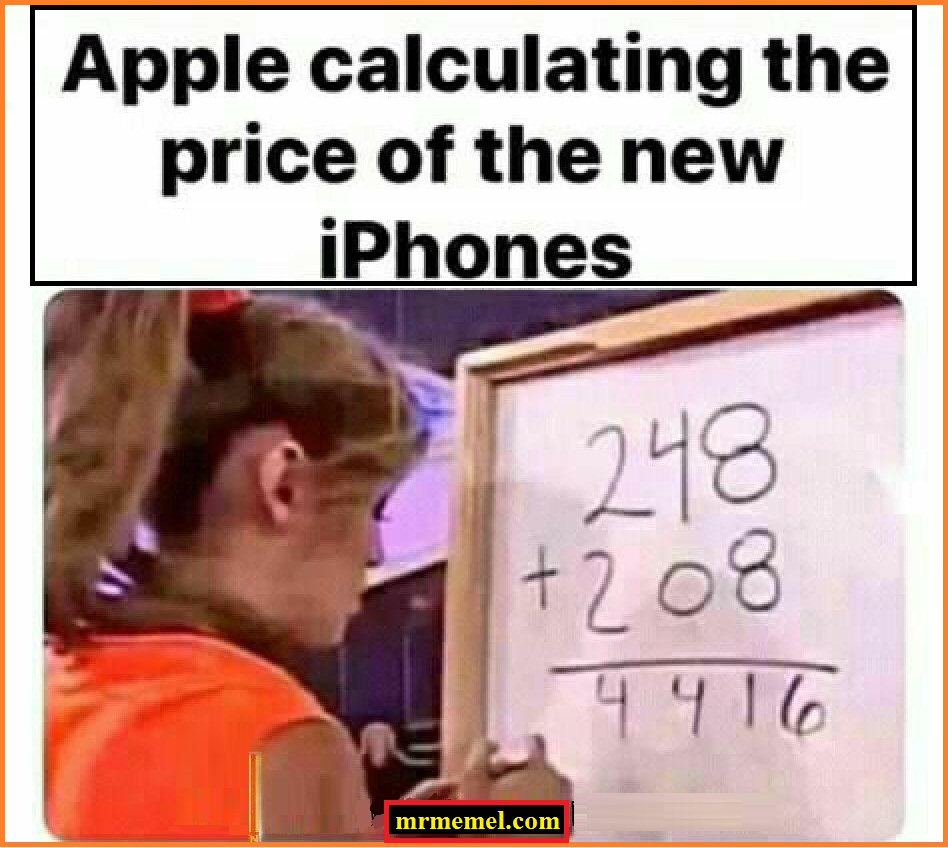 Apple calculating the
price of the new
iPhones
248
+208
4416
mrmemel.com